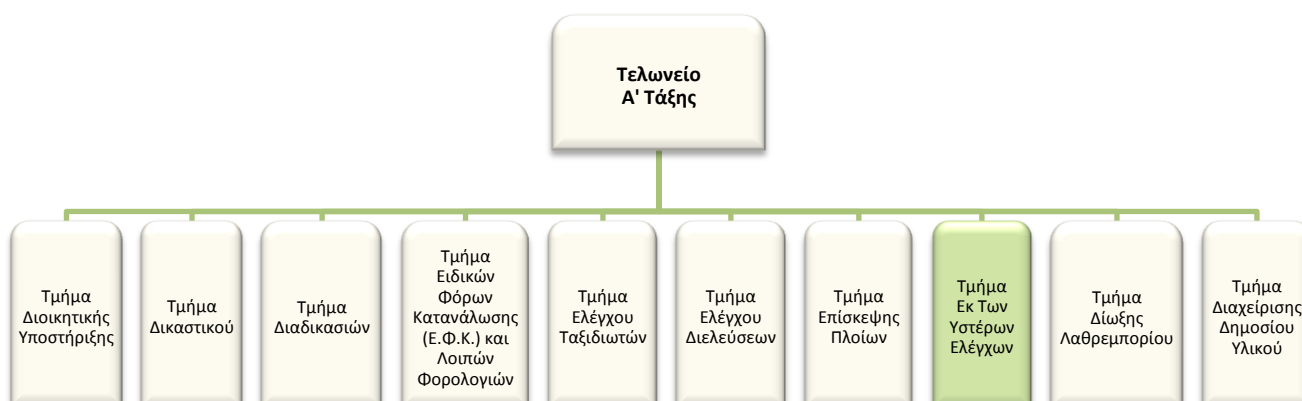 Τελωνείο
Α' Τάξης
Τμήμα
Διοικητικής
Υποστήριξης
Τμήμα
Δικαστικού
Τμήμα
Διαδικασιών
Τμήμα
Ειδικών
Φόρων
Κατανάλωσης
(Ε.Φ.Κ.) και
Λοιπών
Φορολογιών
Τμήμα
Ελέγχου
Ταξιδιωτών
Τμήμα
Ελέγχου
Διελεύσεων
Τμήμα
Επίσκεψης
Πλοίων
Τμήμα
Εκ Των
Υστέρων
Ελέγχων
Τμήμα
Δίωξης
Λαθρεμπορίου
Τμήμα
Διαχείρισης
Δημοσίου
Υλικού